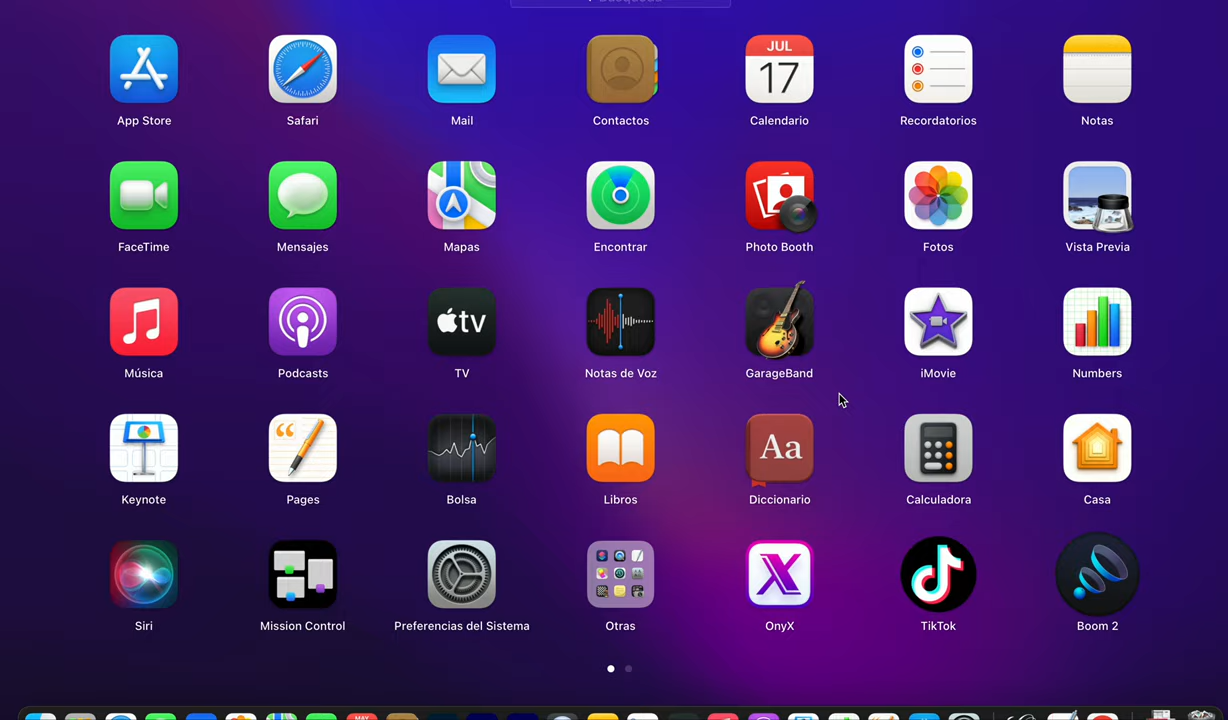 App Store Safari Mail Contactos JUL 17 Calendario Recordatorios Notas
FaceTime Mensajes Mapas Encontrar Photo Booth Fotos Vista Previa
Música Podcasts tv TV Notas de Voz GarageBand iMovie Numbers
Keynote Pages Bolsa Libros Aa Diccionario Calculadora Casa
Siri Mission Control Preferencias del Sistema Otras X OnyX TikTok Boom 2